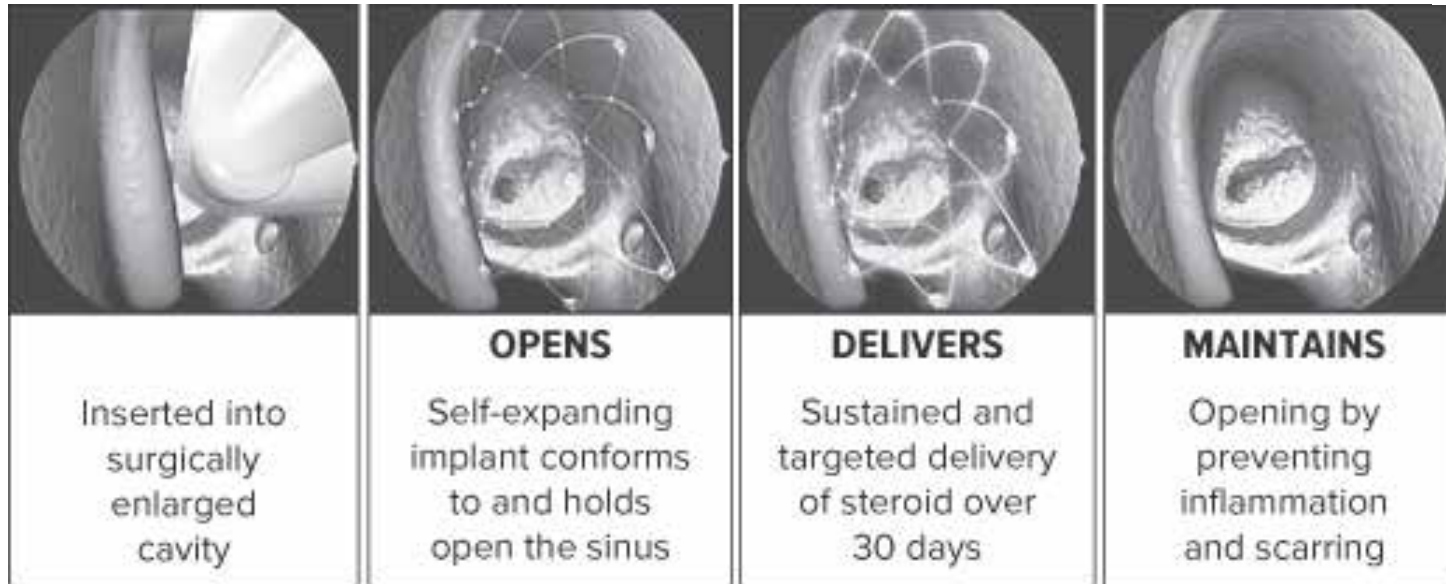 Inserted into
surgically
enlarged
cavity
OPENS
Self-expanding
implant conforms
to and holds
open the sinus
DELIVERS
Sustained and
targeted delivery
of steroid over
30 days
MAINTAINS
Opening by
preventing
inflammation
and scarring